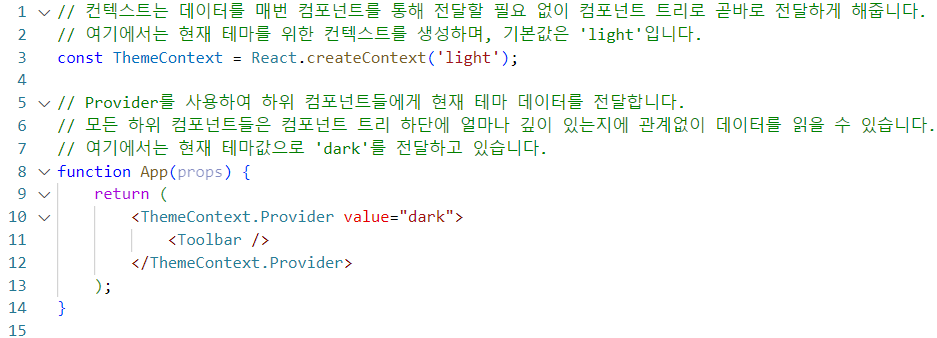 1 // 컨텍스트는 데이터를 매번 컴포넌트를 통해 전달할 필요 없이 컴포넌트 트리로 곧바로 전달하게 해줍니다.
2 // 여기에서는 현재 테마를 위한 컨텍스트를 생성하며, 기본값은 'light'입니다.
3 const ThemeContext = React.createContext('light');
4
5 // Provider를 사용하여 하위 컴포넌트들에게 현재 테마 데이터를 전달합니다.
6 // 모든 하위 컴포넌트들은 컴포넌트 트리 하단에 얼마나 깊이 있는지에 관계없이 데이터를 읽을 수 있습니다.
7 // 여기에서는 현재 테마값으로 'dark'를 전달하고 있습니다.
8 function App(props) {
9     return (
10         <ThemeContext.Provider value="dark">
11             <Toolbar />
12         </ThemeContext.Provider>
13     );
14 }
15